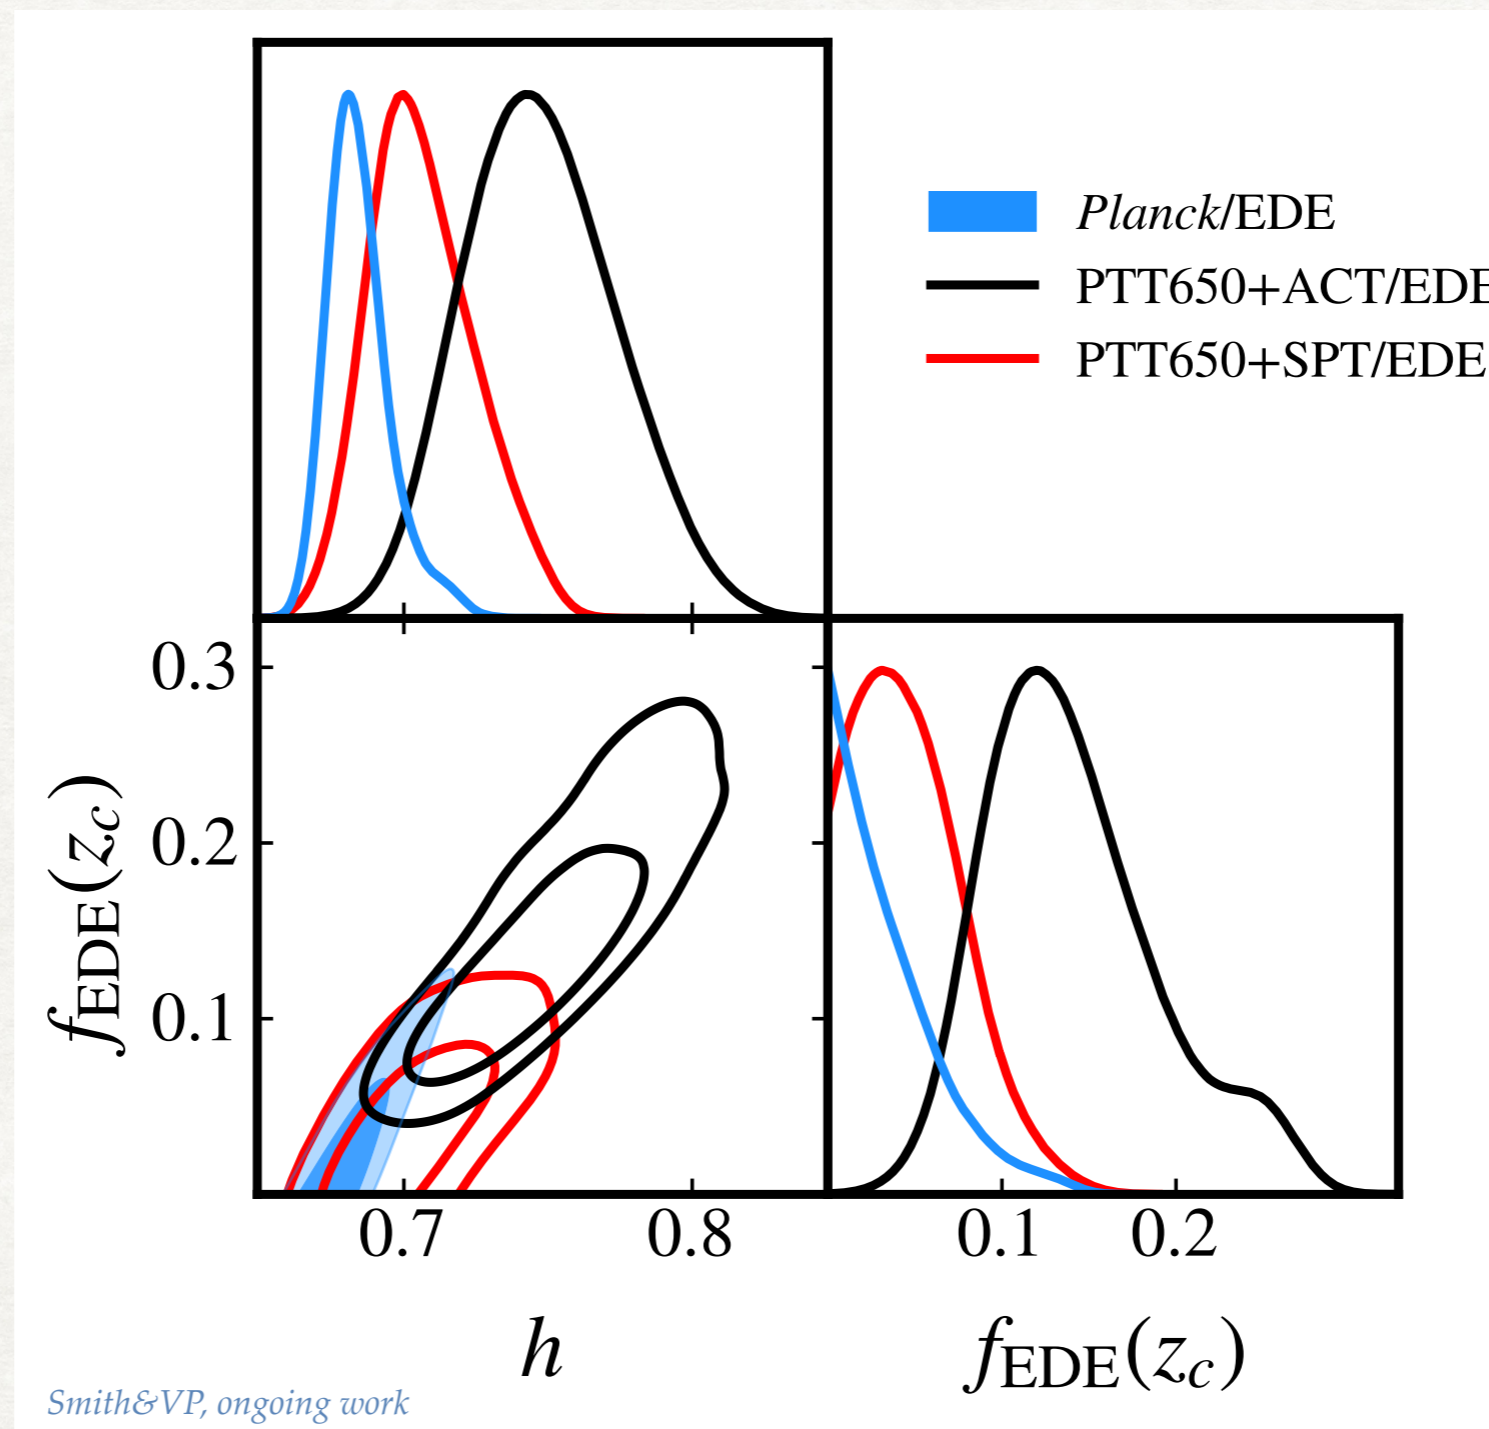 Planck/EDE
PTT650+ACT/EDE
PTT650+SPT/EDE
0.3
0.2
0.1
fEDE(zc)
0.7
0.8
0.1
0.2
h
fEDE(zc)
Smith&VP, ongoing work